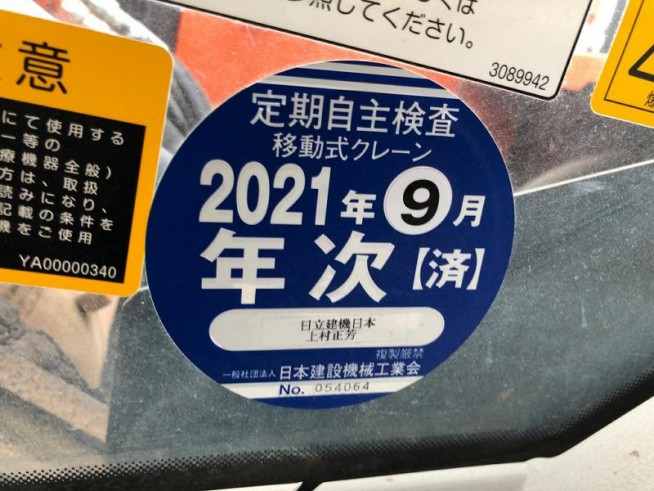 くは
照してください。
3089942
意
にて使用する
ー等の
療機器全般）
方は、取扱
読みになり、
記載の条件を
機をご使用
YA00000340
定期自主検査
移動式クレーン
2021年9月
年次【済】
日立建機日本
上村正芳
複製厳禁
一般社団法人 日本建設機械工業会
No. 054064